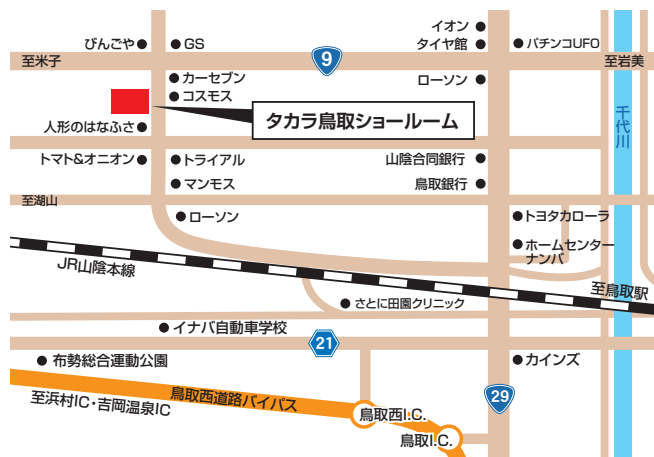 イオン
びんごや
GS
タイヤ館
パチンコUFO
至米子
9
至岩美
カーセブン
ローソン
コスモス
タカラ鳥取ショールーム
千代川
人形のはなふさ
トマト&オニオン
トライアル
山陰合同銀行
マンモス
鳥取銀行
至湖山
ローソン
トヨタカローラ
ホームセンター
ナンバ
JR山陰本線
至鳥取駅
さとに田園クリニック
イナバ自動車学校
21
布勢総合運動公園
カインズ
鳥取西道路バイパス
29
至浜村IC・吉岡温泉IC
鳥取西I.C.
鳥取I.C.